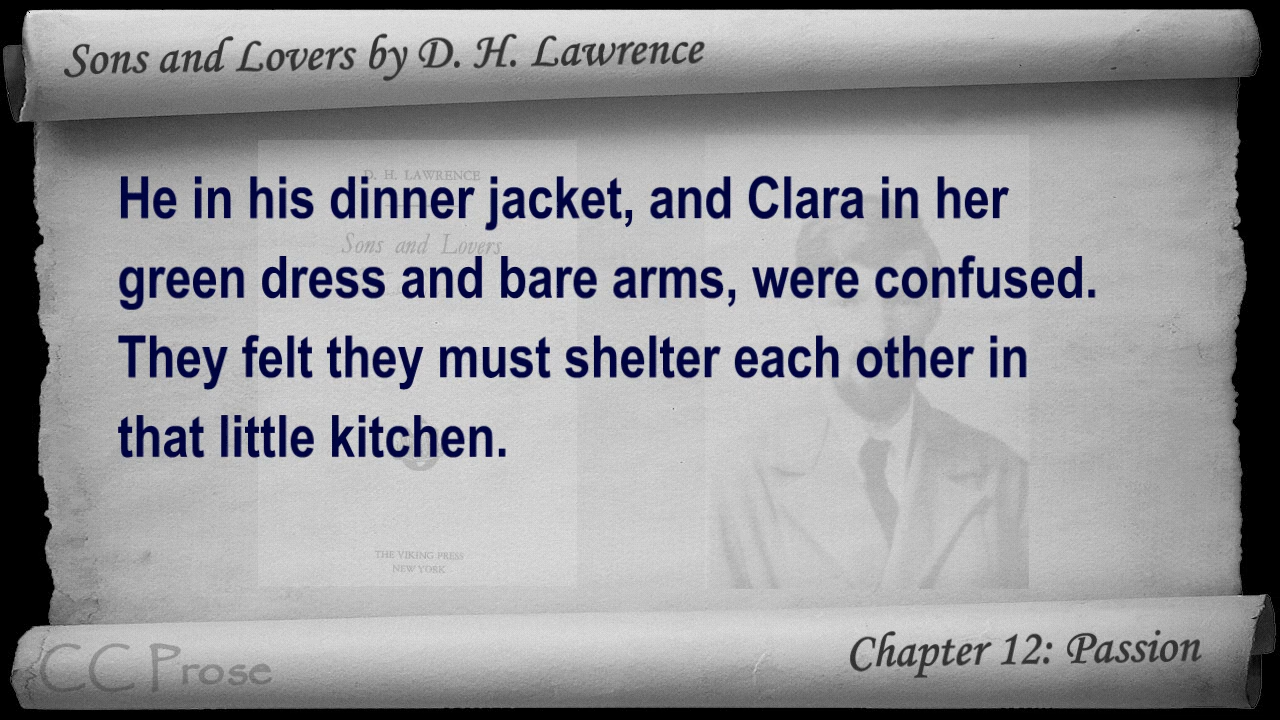 Sons and Lovers by D. H. Lawrence
D. H. LAWRENCE
Sons and Lovers
He in his dinner jacket, and Clara in her
green dress and bare arms, were confused.
They felt they must shelter each other in
that little kitchen.
THE VIKING PRESS
NEW YORK
CC Prose
Chapter 12: Passion